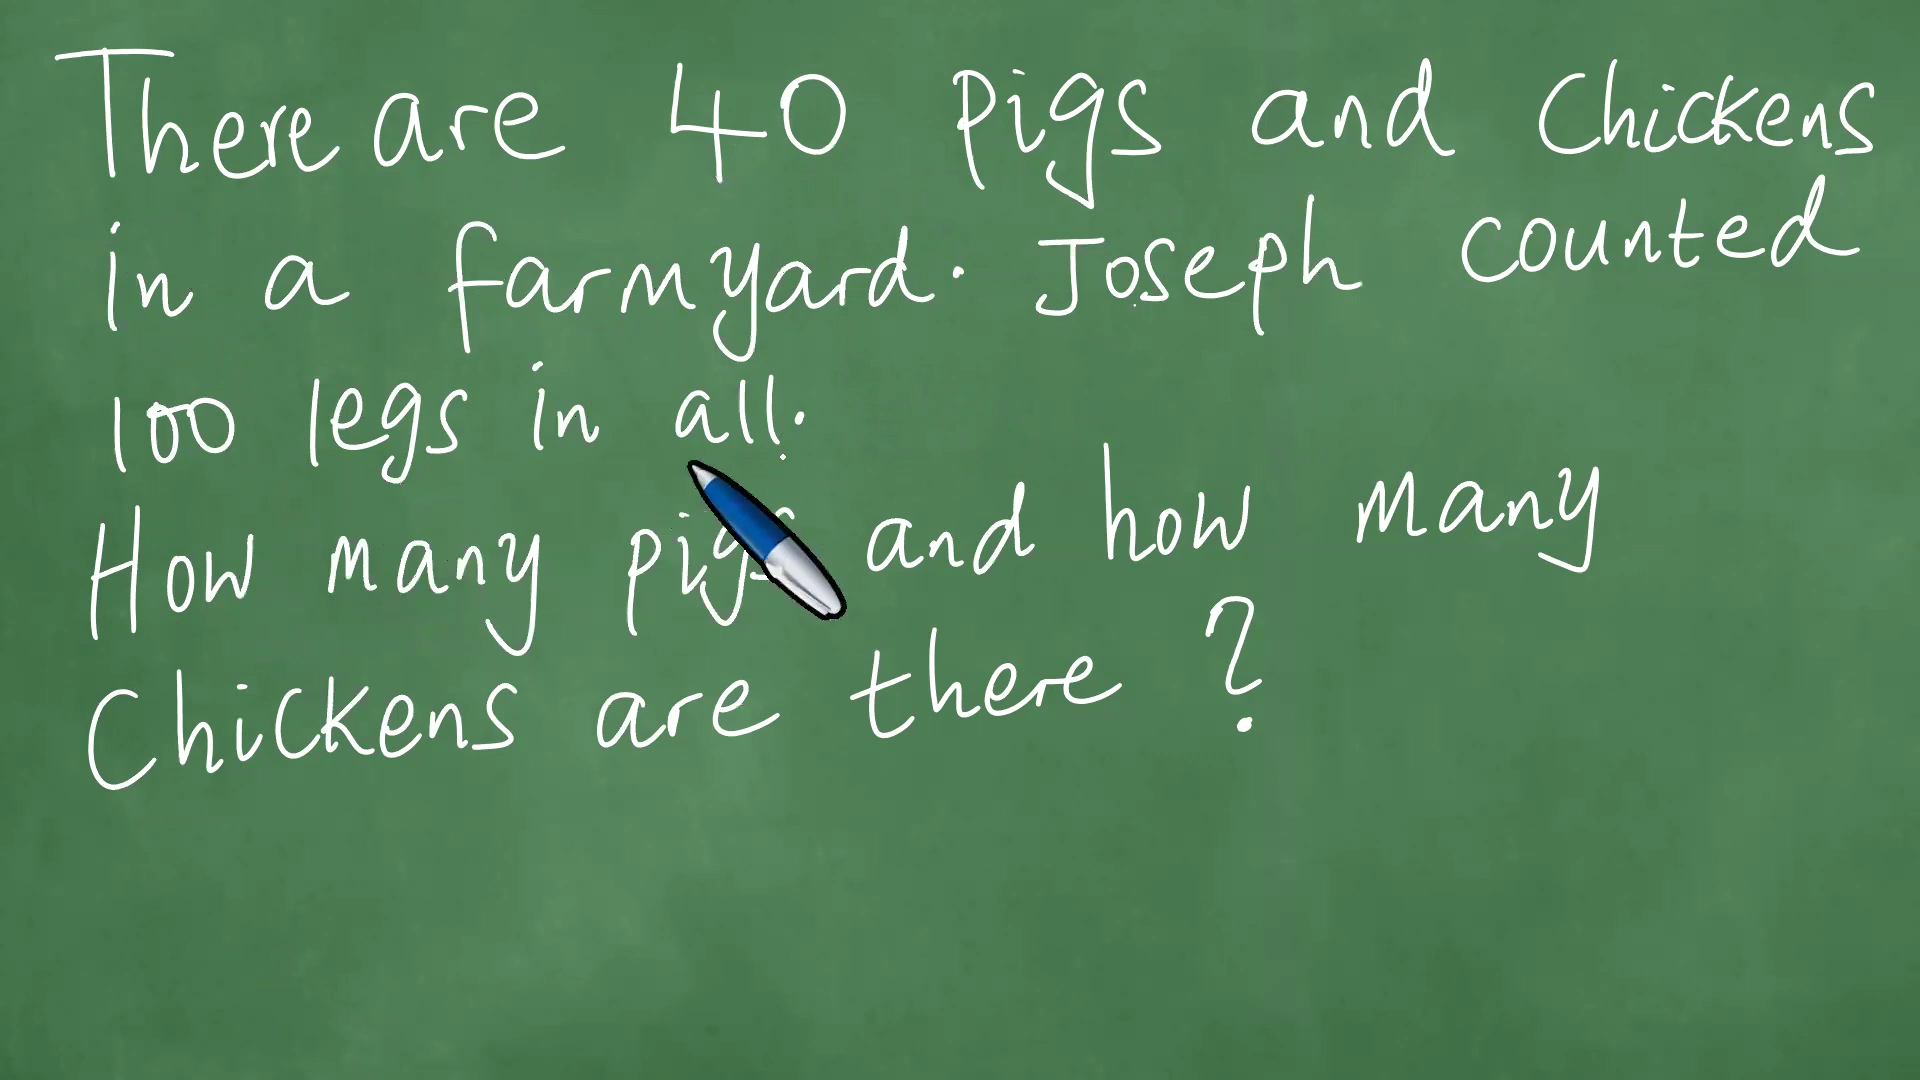 There are 40 pigs and chickens
in a farmyard. Joseph counted
100 legs in all.
How many pigs and how many
Chickens are there ?